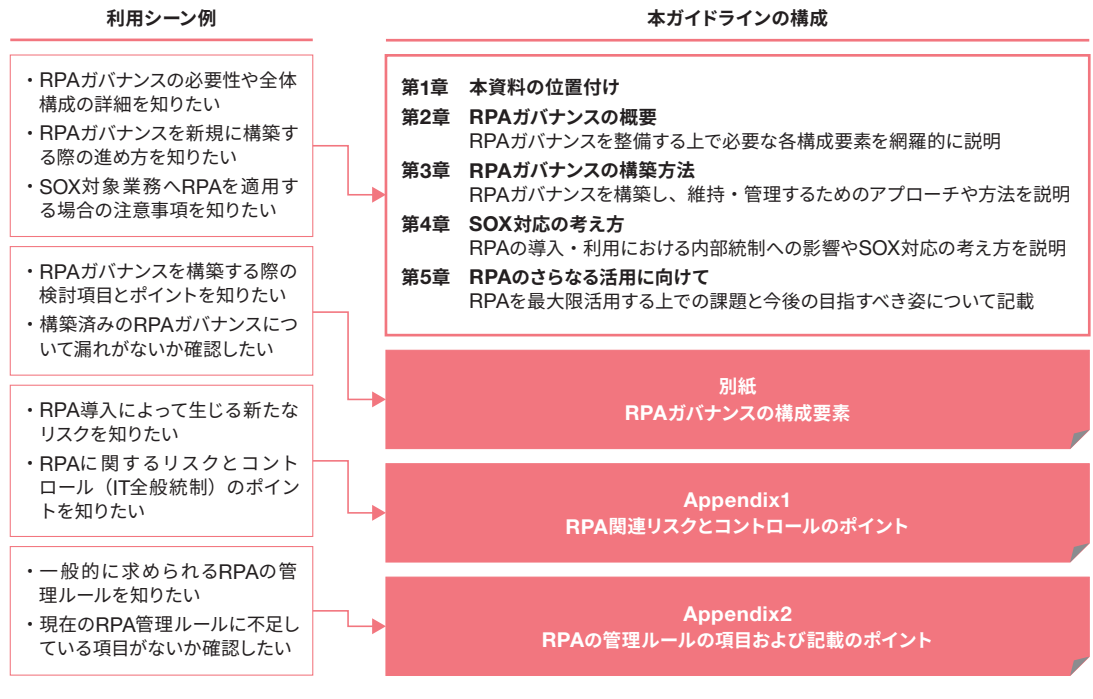 利用シーン例
・RPAガバナンスの必要性や全体
構成の詳細を知りたい
・RPAガバナンスを新規に構築す
る際の進め方を知りたい
・SOX対象業務へRPAを適用す
る場合の注意事項を知りたい
・RPAガバナンスを構築する際の
検討項目とポイントを知りたい
・構築済みのRPAガバナンスにつ
いて漏れがないか確認したい
・RPA導入によって生じる新たな
リスクを知りたい
・RPAに関するリスクとコント
ロール（IT全般統制）のポイン
トを知りたい
・一般的に求められるRPAの管
理ルールを知りたい
・現在のRPA管理ルールに不足し
ている項目がないか確認したい
本ガイドラインの構成
第1章 本資料の位置付け
第2章 RPAガバナンスの概要
RPAガバナンスを整備する上で必要な各構成要素を網羅的に説明
第3章 RPAガバナンスの構築方法
RPAガバナンスを構築し、維持・管理するためのアプローチや方法を説明
第4章 SOX対応の考え方
RPAの導入・利用における内部統制への影響やSOX対応の考え方を説明
第5章 RPAのさらなる活用に向けて
RPAを最大限活用する上での課題と今後の目指すべき姿について記載
別紙
RPAガバナンスの構成要素
Appendix1
RPA関連リスクとコントロールのポイント
Appendix2
RPAの管理ルールの項目および記載のポイント